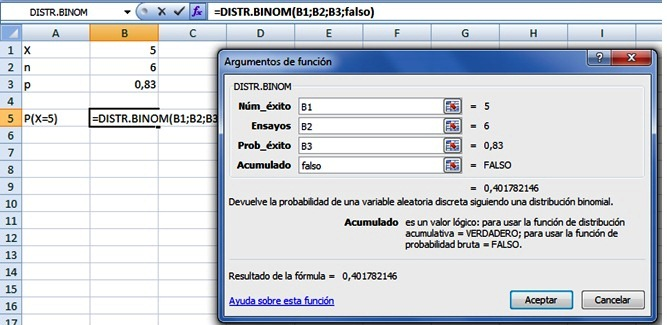 DISTR.BINOM =DISTR.BINOM(B1;B2;B3;falso)
A B C D E F G H I
1 X 5
2 n 6
3 p 0,83
4
5 P(X=5) =DISTR.BINOM(B1;B2;B3
6
7
8
9
10
11
12
13
14
15
16
17
Argumentos de función
DISTR.BINOM
Núm_éxito B1 = 5
Ensayos B2 = 6
Prob_éxito B3 = 0,83
Acumulado falso = FALSO
= 0,401782146
Devuelve la probabilidad de una variable aleatoria discreta siguiendo una distribución binomial.
Acumulado es un valor lógico: para usar la función de distribución
acumulativa = VERDADERO; para usar la función de
probabilidad bruta = FALSO.
Resultado de la fórmula = 0,401782146
Ayuda sobre esta función
Aceptar Cancelar